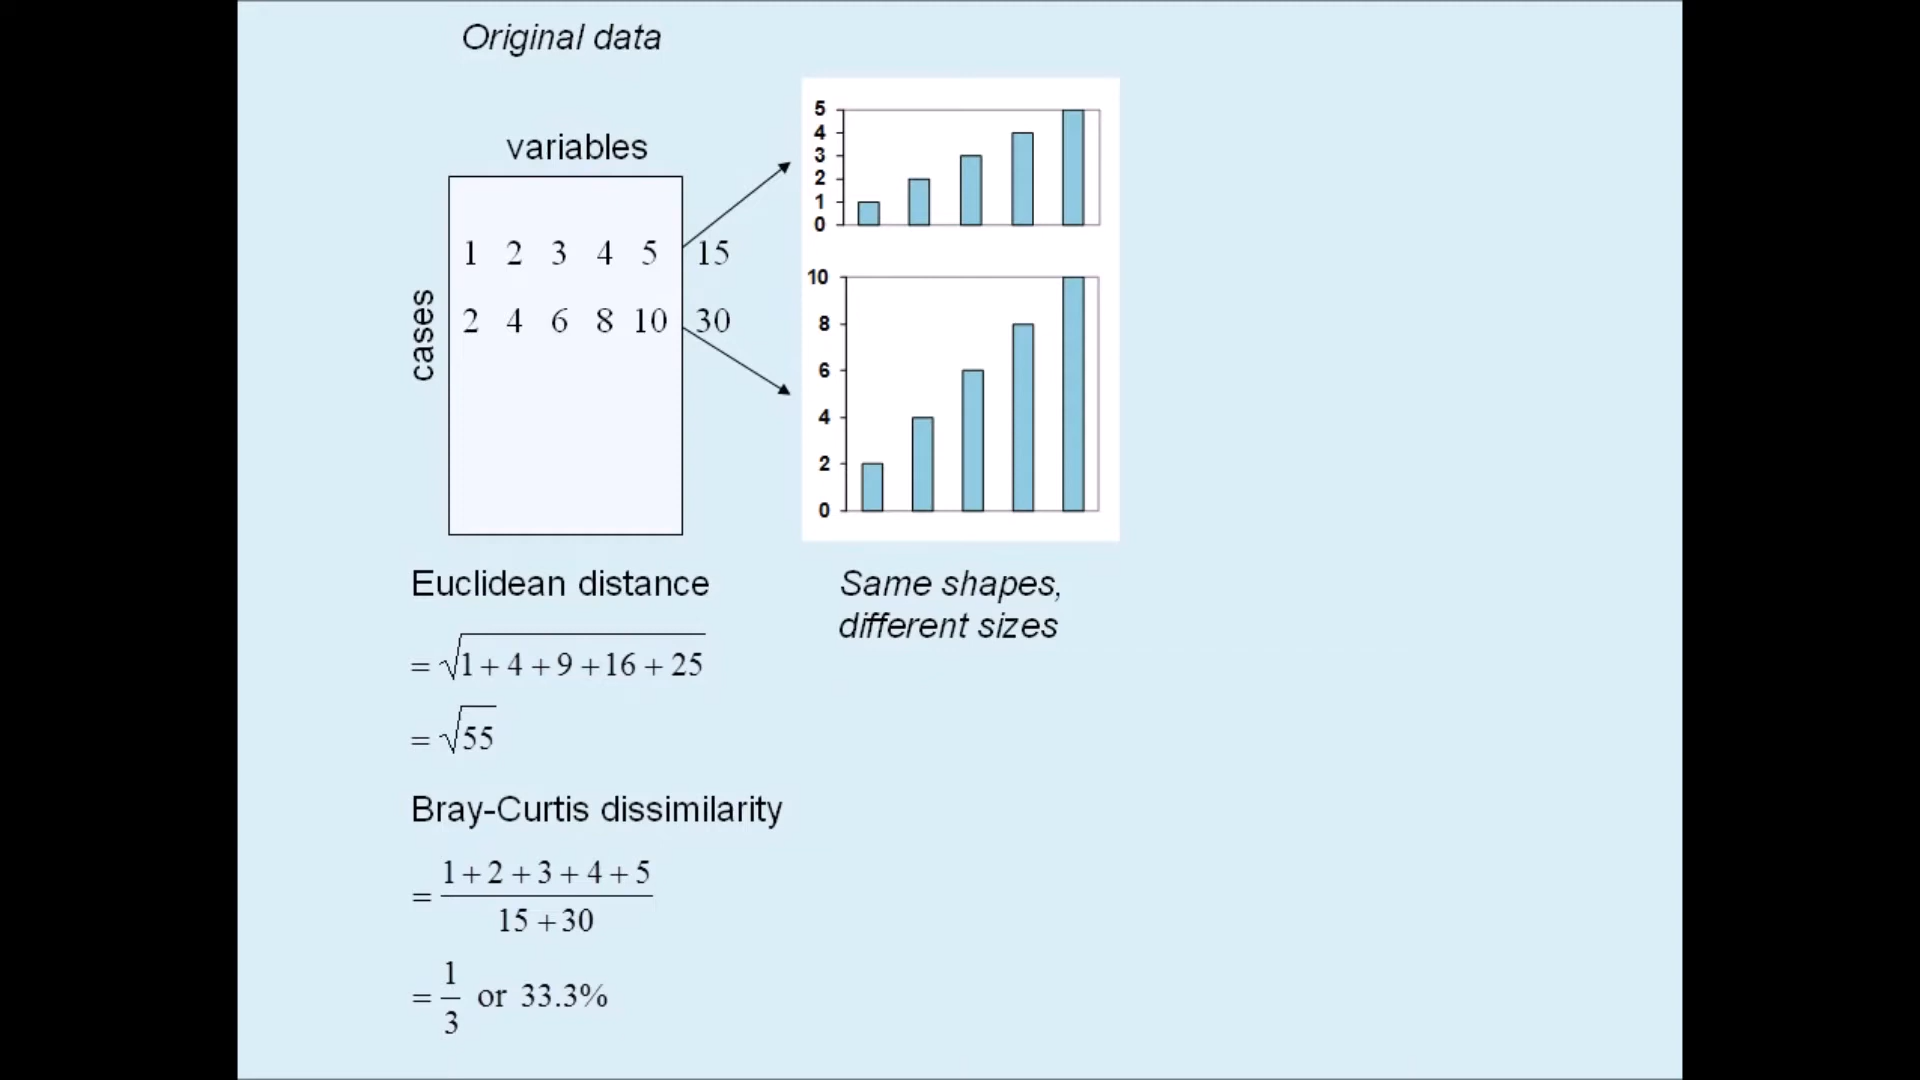 Original data
variables
cases
1 2 3 4 5 15
2 4 6 8 10 30
5
4
3
2
1
0
10
8
6
4
2
0
Same shapes,
different sizes
Euclidean distance
= √1 + 4 + 9 + 16 + 25
= √55
Bray-Curtis dissimilarity
= 1 + 2 + 3 + 4 + 5
15 + 30
= 1/3 or 33.3%